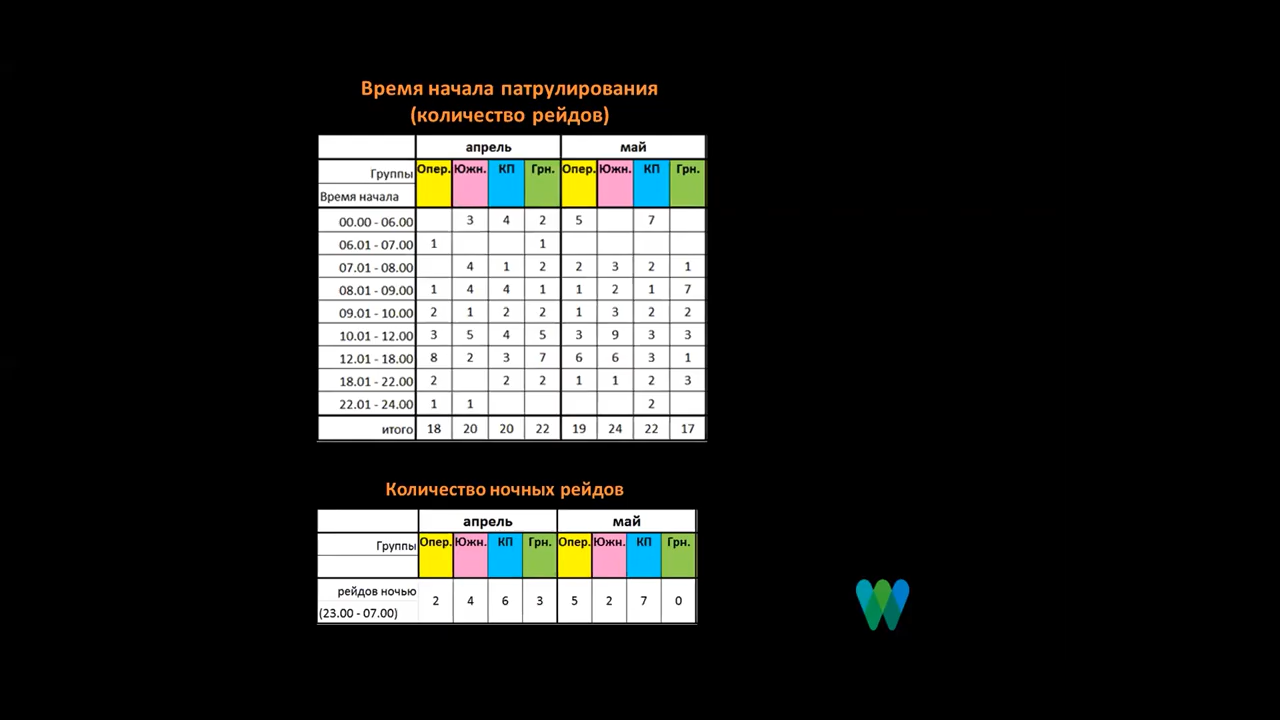 Время начала патрулирования
(количество рейдов)
апрель май
Группы Опер. Южн. КП Грн. Опер. Южн. КП Грн.
Время начала
00.00 - 06.00 3 4 2 5 7
06.01 - 07.00 1 1
07.01 - 08.00 4 1 2 2 3 2 1
08.01 - 09.00 1 4 4 1 1 2 1 7
09.01 - 10.00 2 1 2 2 1 3 2 2
10.01 - 12.00 3 5 4 5 3 9 3 3
12.01 - 18.00 8 2 3 7 6 6 3 1
18.01 - 22.00 2 2 2 1 1 2 3
22.01 - 24.00 1 1 2
итого 18 20 20 22 19 24 22 17
Количество ночных рейдов
апрель май
Группы Опер. Южн. КП Грн. Опер. Южн. КП Грн.
рейдов ночью
(23.00 - 07.00) 2 4 6 3 5 2 7 0